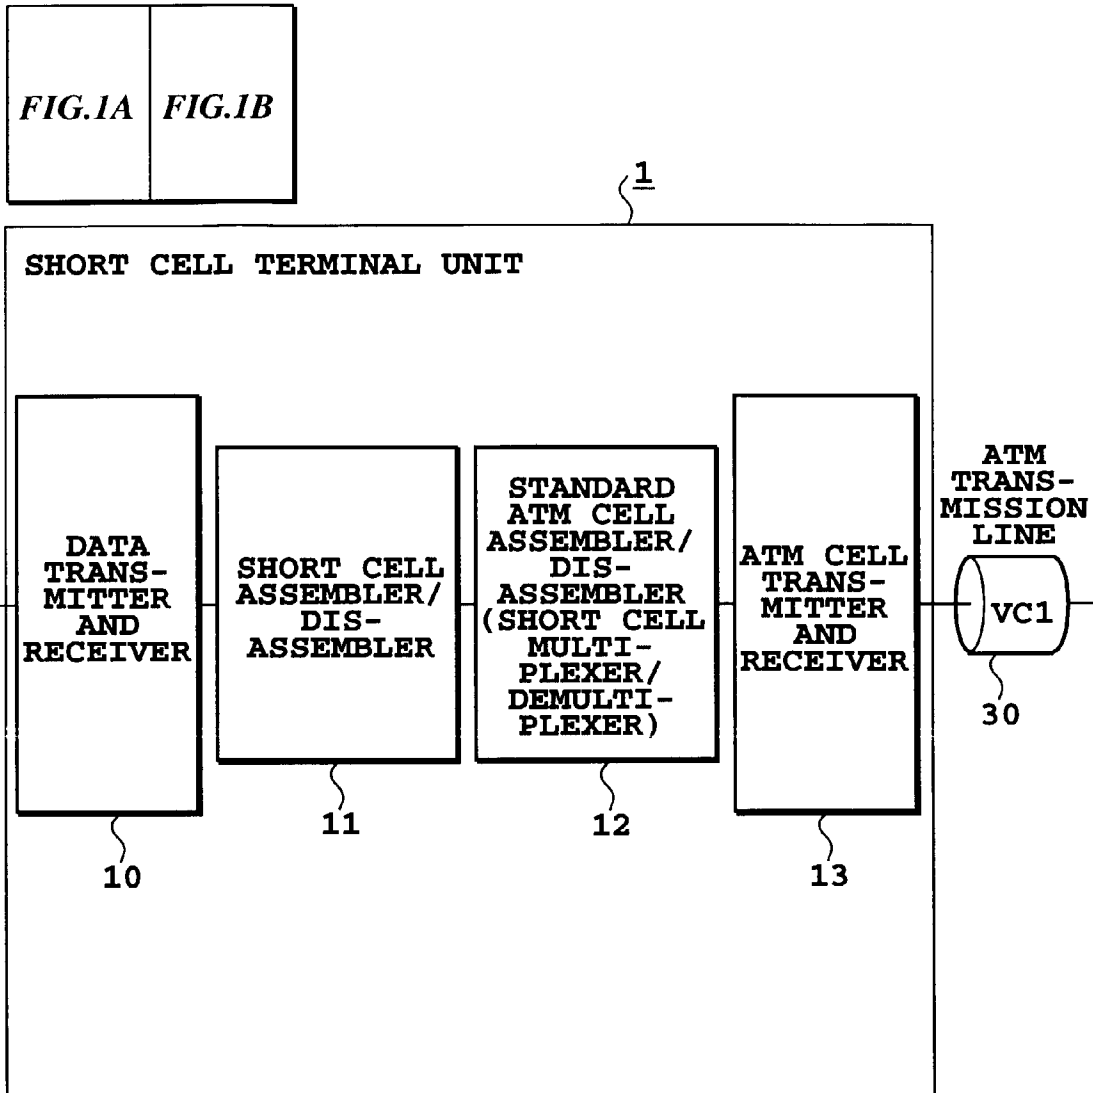 FIG.1A FIG.1B
1
SHORT CELL TERMINAL UNIT
DATA
TRANS-
MITTER
AND
RECEIVER
10
SHORT CELL
ASSEMBLER/
DIS-
ASSEMBLER
11
STANDARD
ATM CELL
ASSEMBLER/
DIS-
ASSEMBLER
(SHORT CELL
MULTI-
PLEXER/
DEMULTI-
PLEXER)
12
ATM CELL
TRANS-
MITTER
AND
RECEIVER
13
ATM
TRANS-
MISSION
LINE
VC1
30